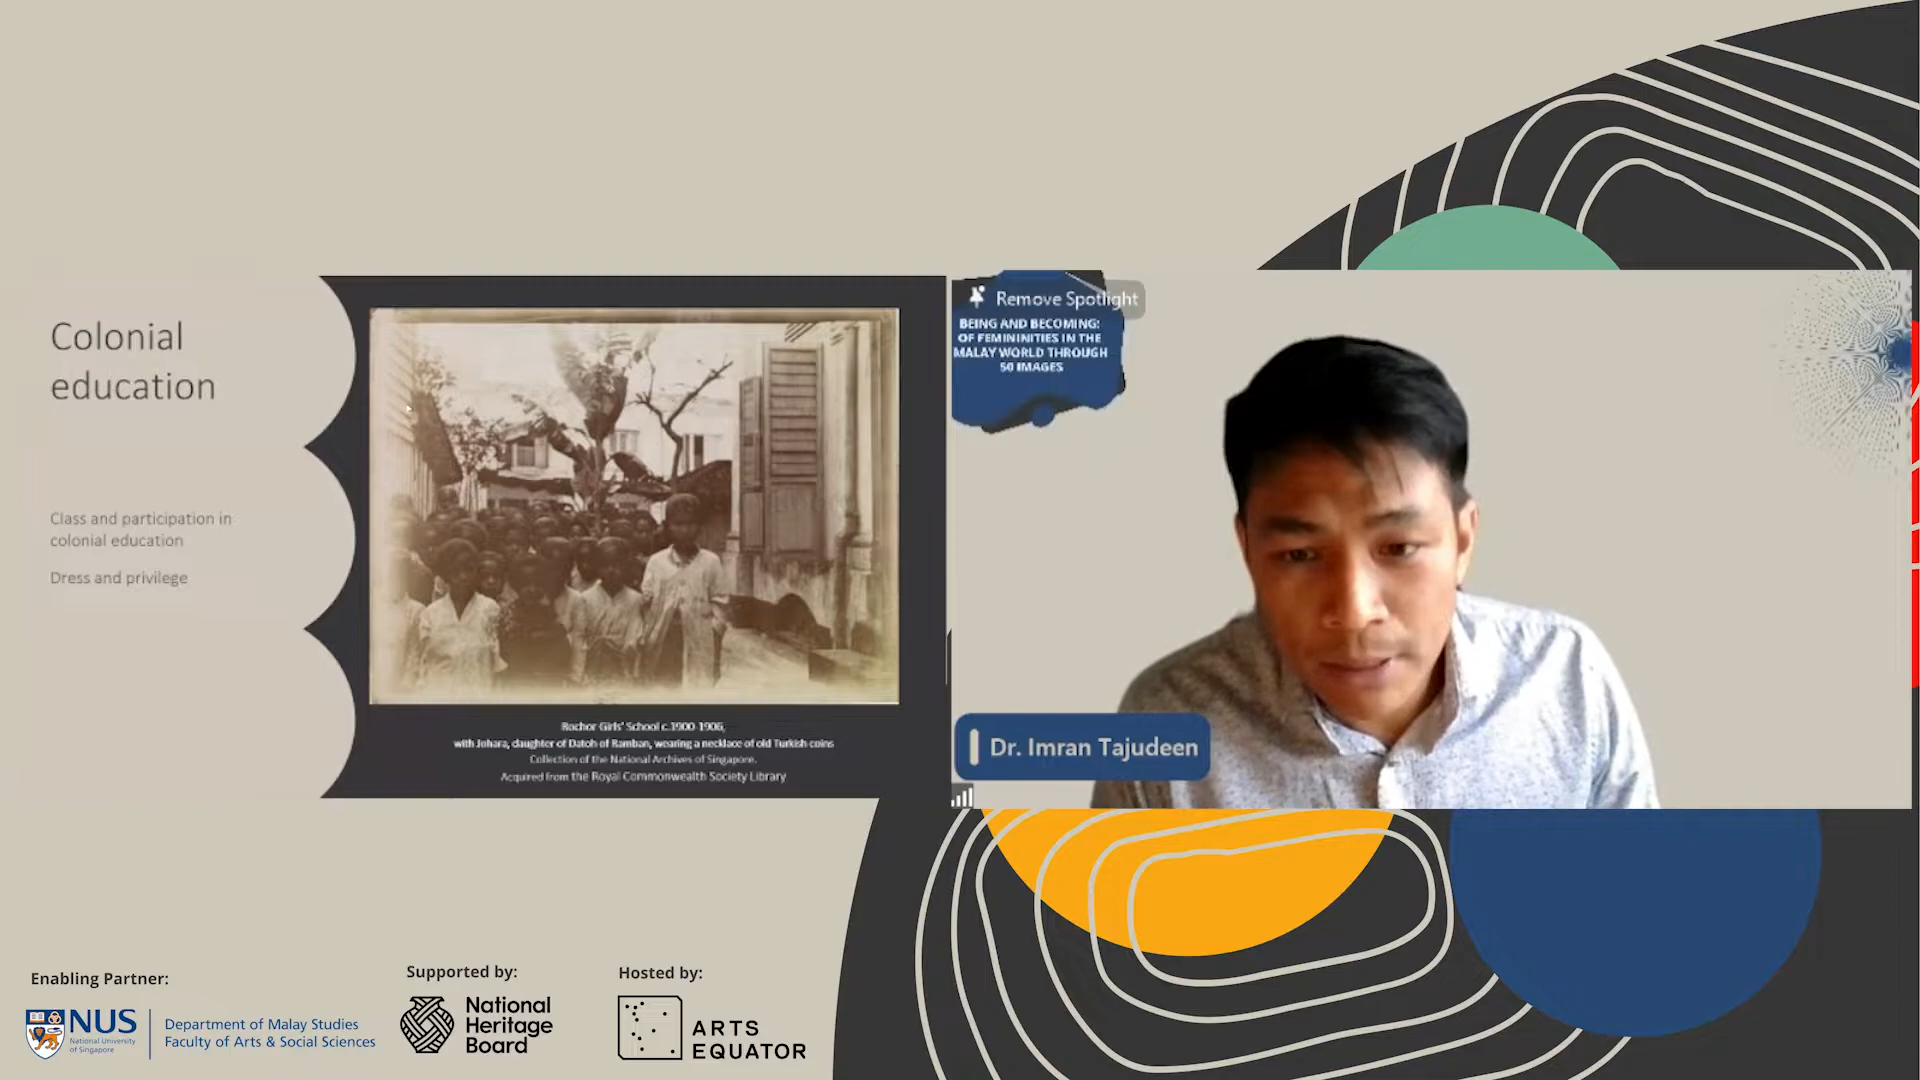 Colonial
education
Class and participation in
colonial education
Dress and privilege
Rochor Girls' School c.1900-1906,
with Johara, daughter of Datoh of Ramban, wearing a necklace of old Turkish coins
Collection of the National Archives of Singapore.
Acquired from the Royal Commonwealth Society Library
Remove Spotlight
BEING AND BECOMING:
OF FEMININITIES IN THE
MALAY WORLD THROUGH
50 IMAGES
Dr. Imran Tajudeen
Enabling Partner:
NUS
National University
of Singapore
Department of Malay Studies
Faculty of Arts & Social Sciences
Supported by:
National
Heritage
Board
Hosted by:
ARTS
EQUATOR